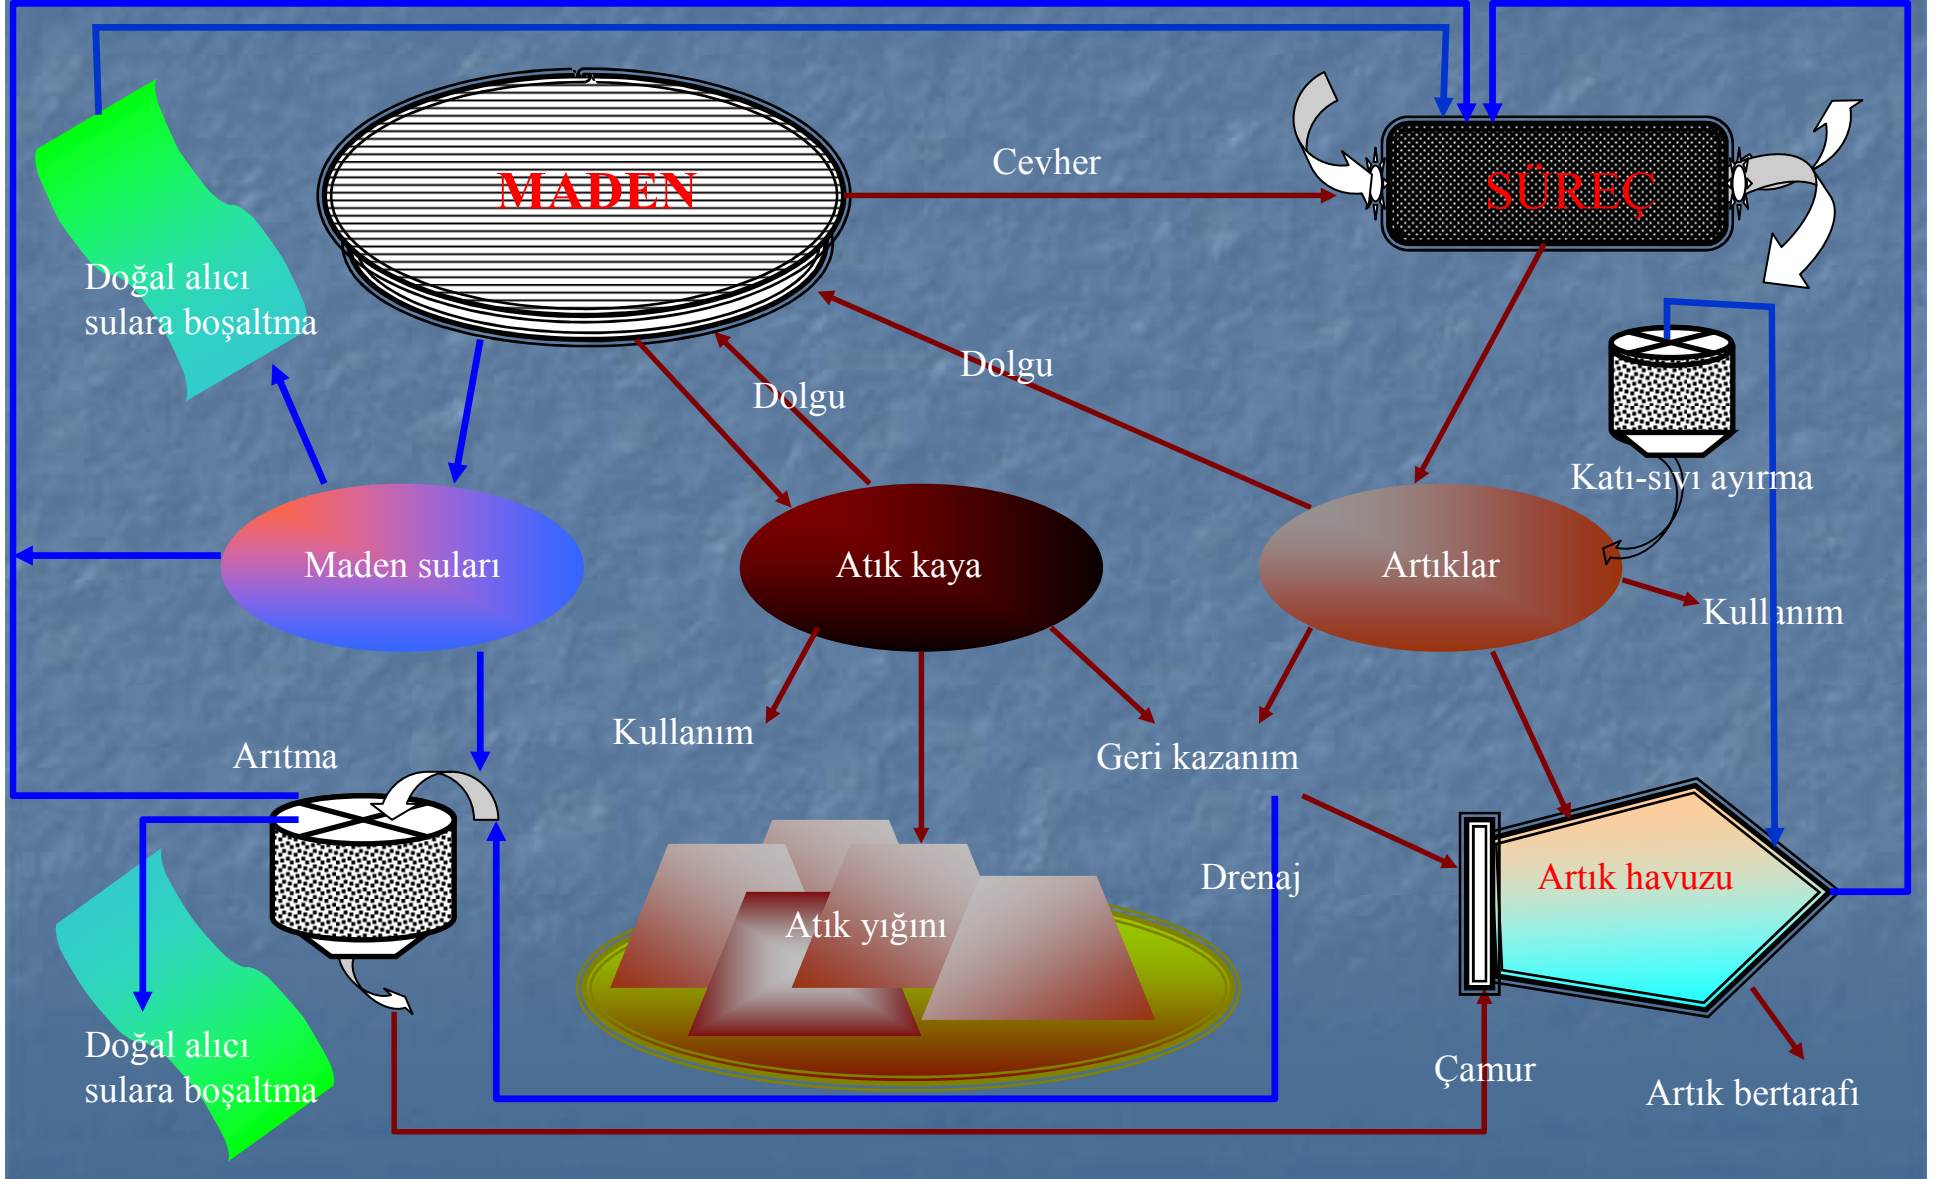 Cevher
MADEN
SÜREÇ
Doğal alıcı
sulara boşaltma
Dolgu
Dolgu
Katı-sıvı ayırma
Maden suları
Atık kaya
Artıklar
Kullanım
Kullanım
Arıtma
Geri kazanım
Drenaj
Artık havuzu
Atık yığını
Doğal alıcı
sulara boşaltma
Çamur
Artık bertarafı